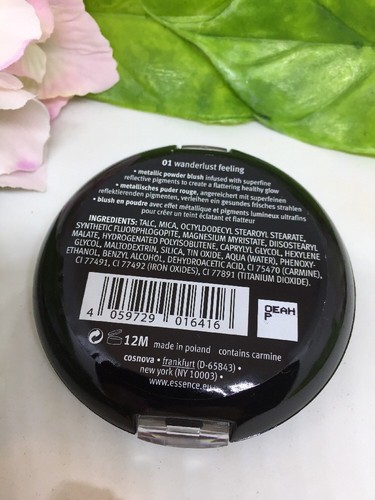 01 wanderlust feeling
• metallic powder blush infused with superfine
reflective pigments to create a flattering healthy glow
• metallisches puder rouge, angereichert mit superfeinen
reflektierenden pigmenten, verleihen ein gesundes frisches strahlen
• blush en poudre avec effet métallique et pigments lumineux ultrafins
pour créer un teint éclatant et flatteur
INGREDIENTS: TALC, MICA, OCTYLDODECYL STEAROYL STEARATE,
SYNTHETIC FLUORPHLOGOPITE, MAGNESIUM MYRISTATE, DIISOSTEARYL
MALATE, HYDROGENATED POLYISOBUTENE, CAPRYLYL GLYCOL, HEXYLENE
GLYCOL, MALTODEXTRIN, SILICA, TIN OXIDE, AQUA (WATER), PHENOXY-
ETHANOL, BENZYL ALCOHOL, DEHYDROACETIC ACID, CI 75470 (CARMINE),
CI 77491, CI 77492 (IRON OXIDES), CI 77891 (TITANIUM DIOXIDE).
4 059729 016416
OEAH
P
12M made in poland contains carmine
cosnova • frankfurt (D-65843) •
new york (NY 10003) •
www.essence.eu